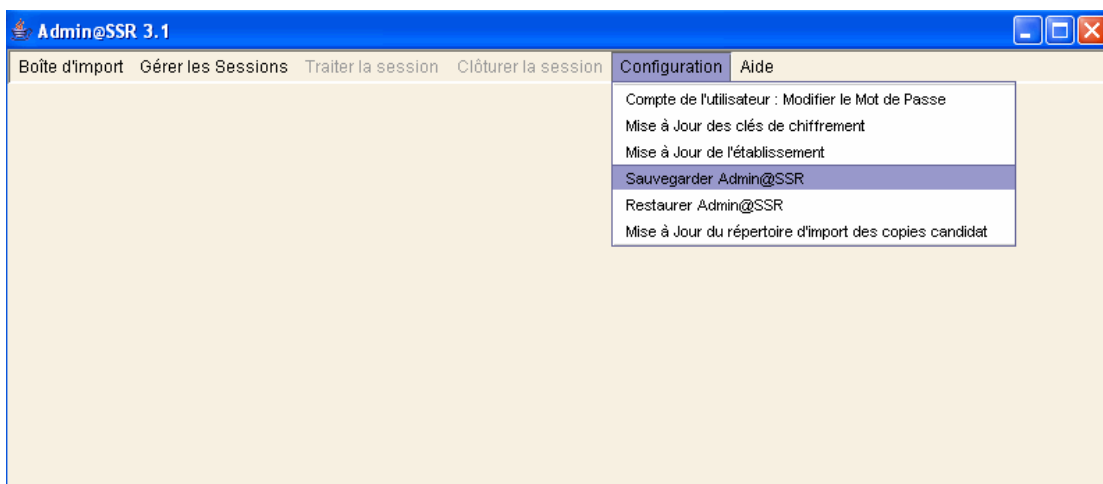 Admin@SSR 3.1
Boîte d'import Gérer les Sessions Traiter la session Clôturer la session Configuration Aide
Compte de l'utilisateur : Modifier le Mot de Passe
Mise à Jour des clés de chiffrement
Mise à Jour de l'établissement
Sauvegarder Admin@SSR
Restaurer Admin@SSR
Mise à Jour du répertoire d'import des copies candidat